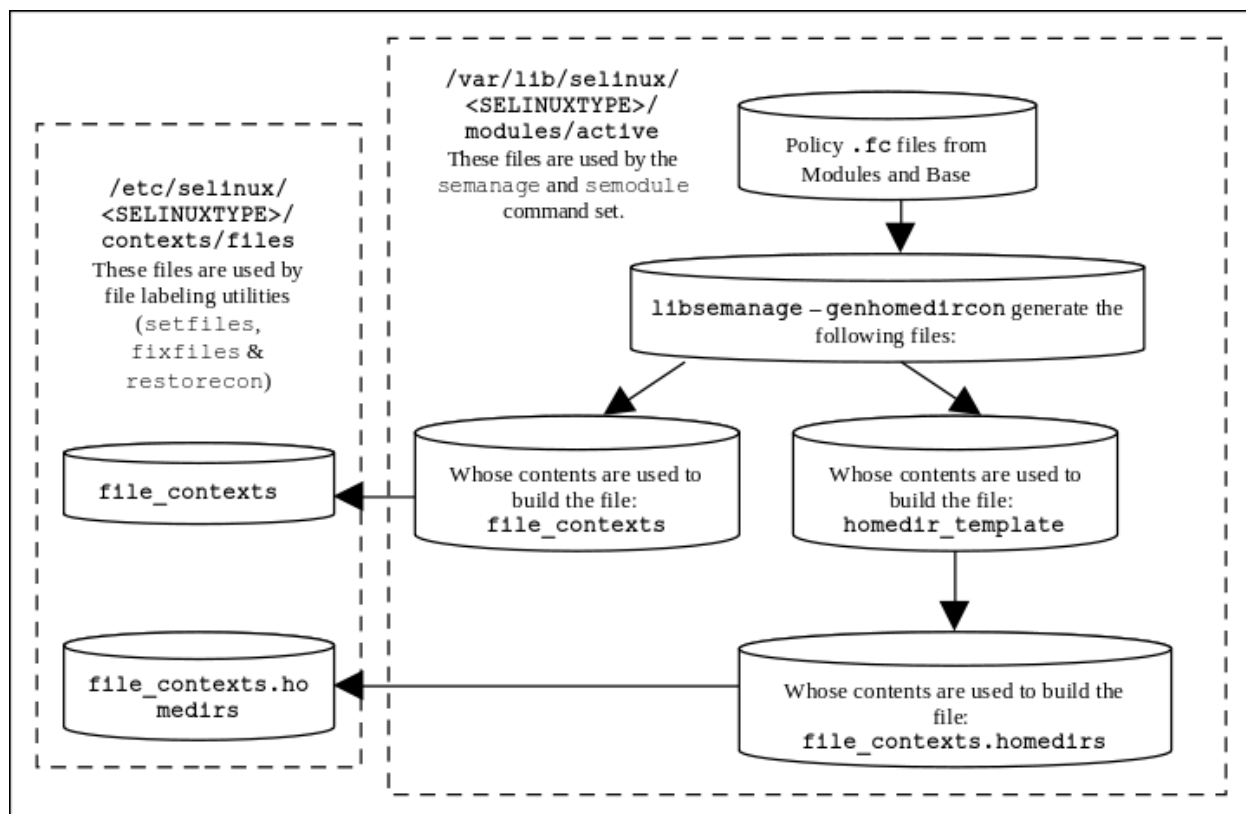 /var/lib/selinux/
<SELINUXTYPE>/
modules/active
These files are used by the
semanage and semodule
command set.
Policy .fc files from
Modules and Base
/etc/selinux/
<SELINUXTYPE>/
contexts/files
These files are used by
file labeling utilities
(setfiles,
fixfiles &
restorecon)
libsemanage – genhomedircon generate the
following files:
file_contexts
Whose contents are used to
build the file:
file_contexts
Whose contents are used to
build the file:
homedir_template
file_contexts.ho
medirs
Whose contents are used to build the
file:
file_contexts.homedirs